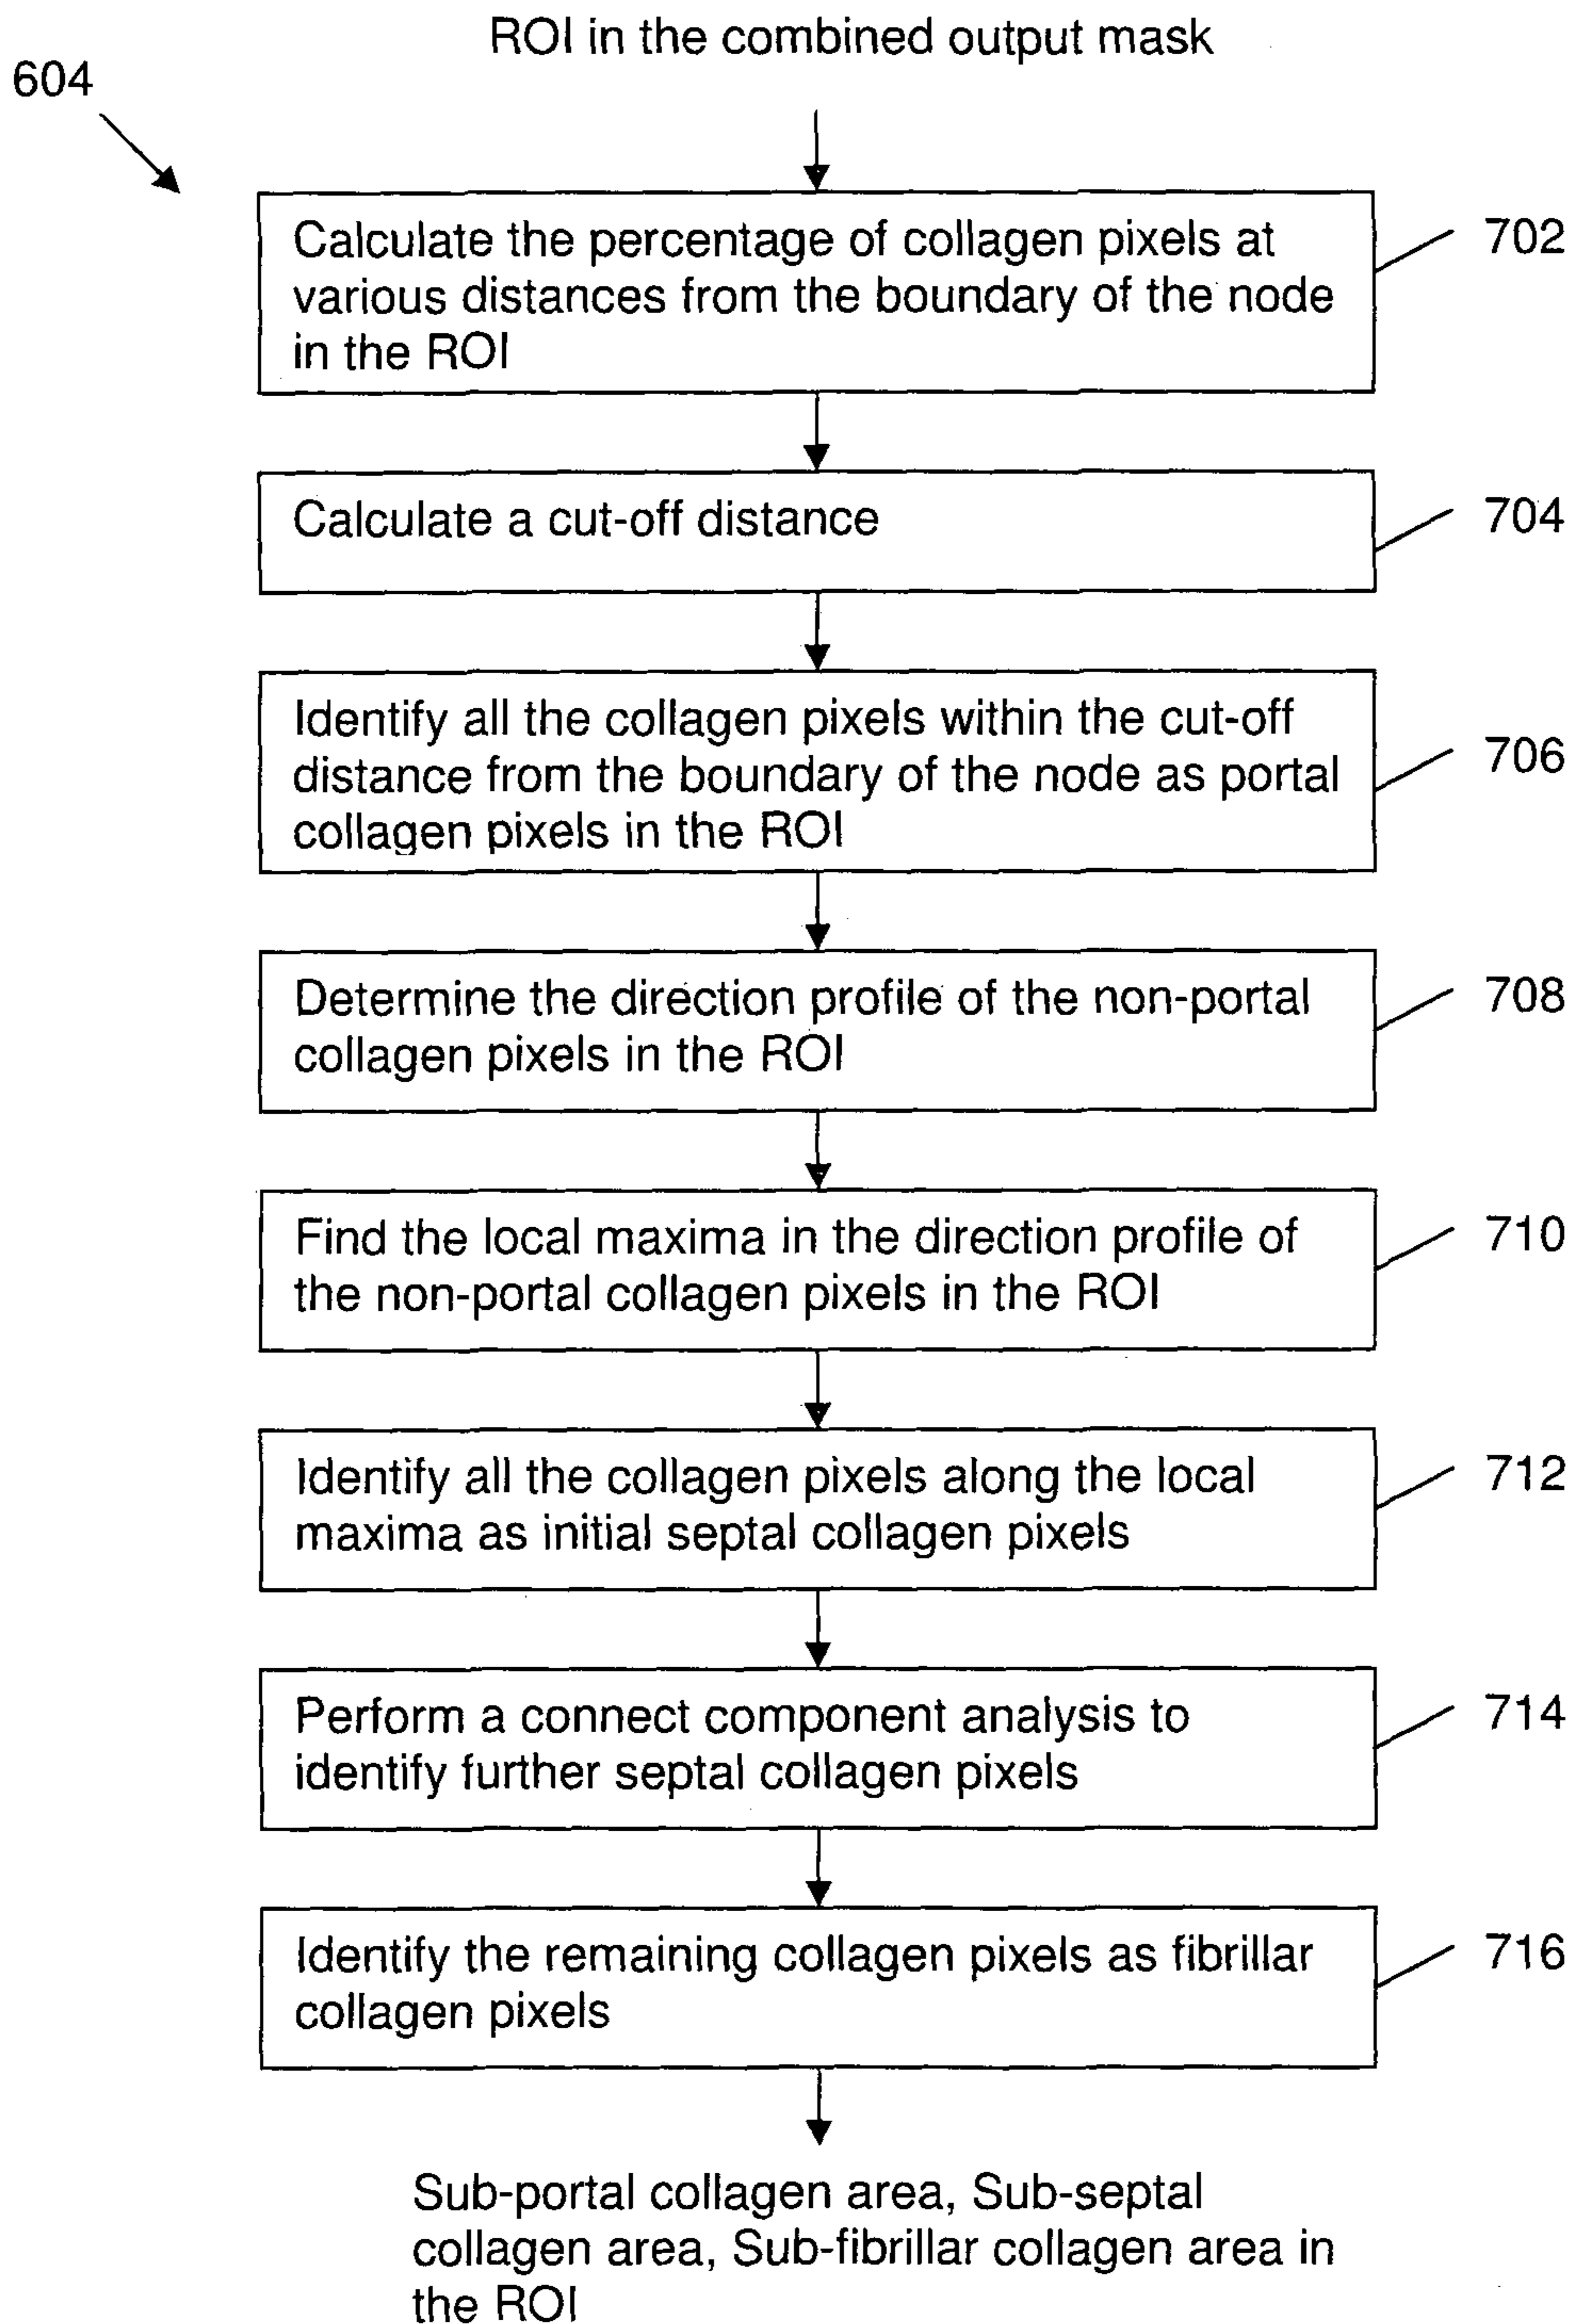 ROI in the combined output mask
604
Calculate the percentage of collagen pixels at
various distances from the boundary of the node
in the ROI
702
Calculate a cut-off distance
704
Identify all the collagen pixels within the cut-off
distance from the boundary of the node as portal
collagen pixels in the ROI
706
Determine the direction profile of the non-portal
collagen pixels in the ROI
708
Find the local maxima in the direction profile of
the non-portal collagen pixels in the ROI
710
Identify all the collagen pixels along the local
maxima as initial septal collagen pixels
712
Perform a connect component analysis to
identify further septal collagen pixels
714
Identify the remaining collagen pixels as fibrillar
collagen pixels
716
Sub-portal collagen area, Sub-septal
collagen area, Sub-fibrillar collagen area in
the ROI